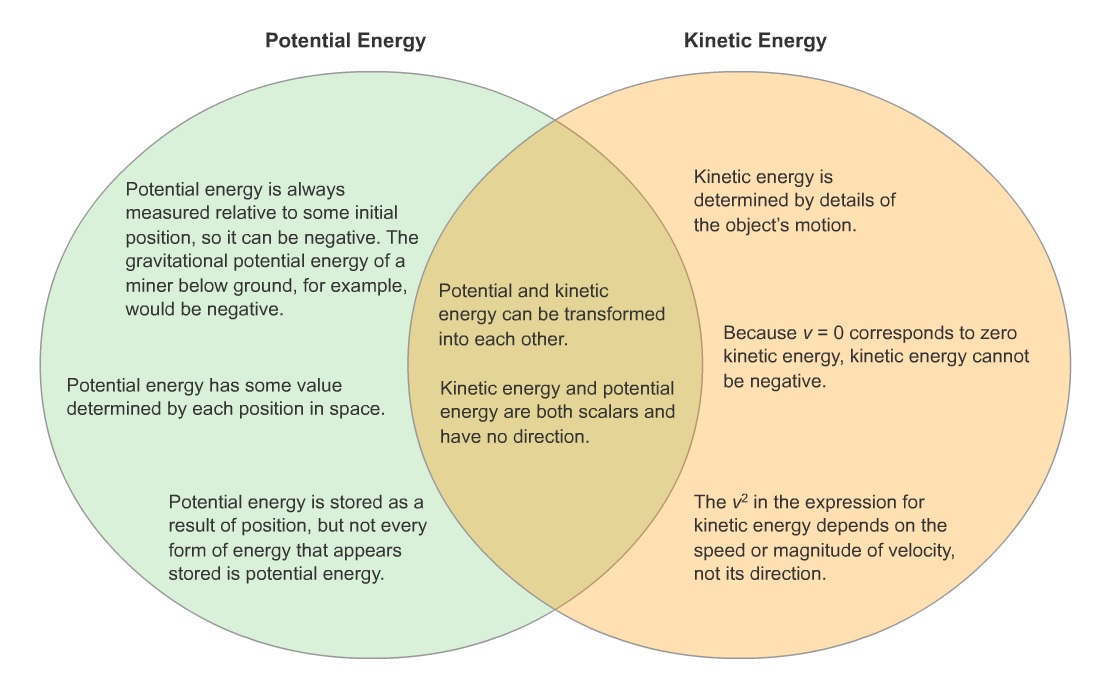 Potential Energy
Kinetic Energy
Potential energy is always
measured relative to some initial
position, so it can be negative. The
gravitational potential energy of a
miner below ground, for example,
would be negative.
Potential energy has some value
determined by each position in space.
Potential energy is stored as a
result of position, but not every
form of energy that appears
stored is potential energy.
Potential and kinetic
energy can be transformed
into each other.
Kinetic energy and potential
energy are both scalars and
have no direction.
Kinetic energy is
determined by details of
the object’s motion.
Because v = 0 corresponds to zero
kinetic energy, kinetic energy cannot
be negative.
The v² in the expression for
kinetic energy depends on the
speed or magnitude of velocity,
not its direction.